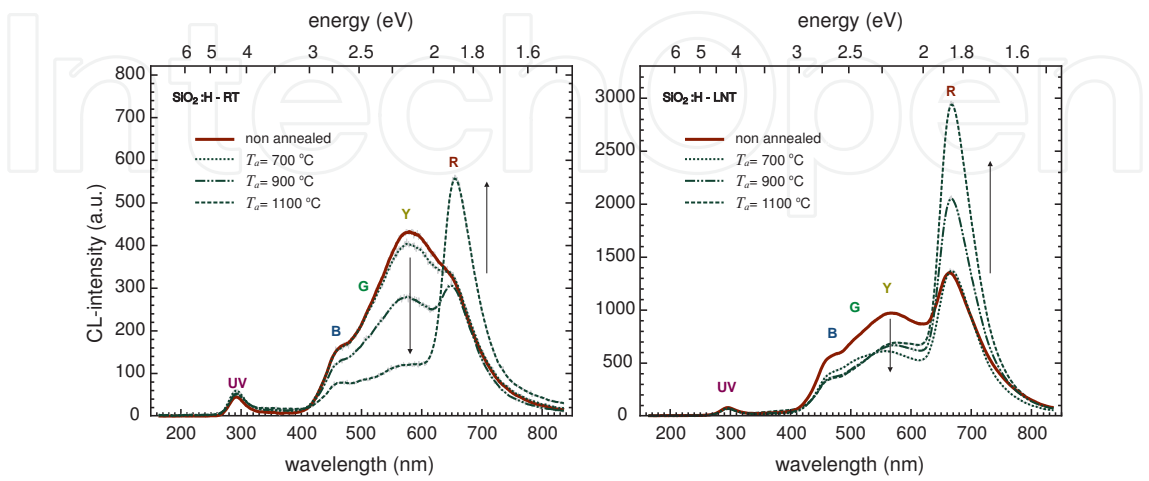 IntechOpen
energy (eV)
6 5 4 3 2.5 2 1.8 1.6
800
700
600
500
400
300
200
100
0
CL-intensity (a.u.)
SiO₂:H - RT
non annealed
Tₐ= 700 °C
Tₐ= 900 °C
Tₐ= 1100 °C
R
Y
G
B
UV
200 300 400 500 600 700 800
wavelength (nm)
energy (eV)
6 5 4 3 2.5 2 1.8 1.6
3000
2500
2000
1500
1000
500
0
SiO₂:H - LNT
non annealed
Tₐ= 700 °C
Tₐ= 900 °C
Tₐ= 1100 °C
R
Y
G
B
UV
200 300 400 500 600 700 800
wavelength (nm)